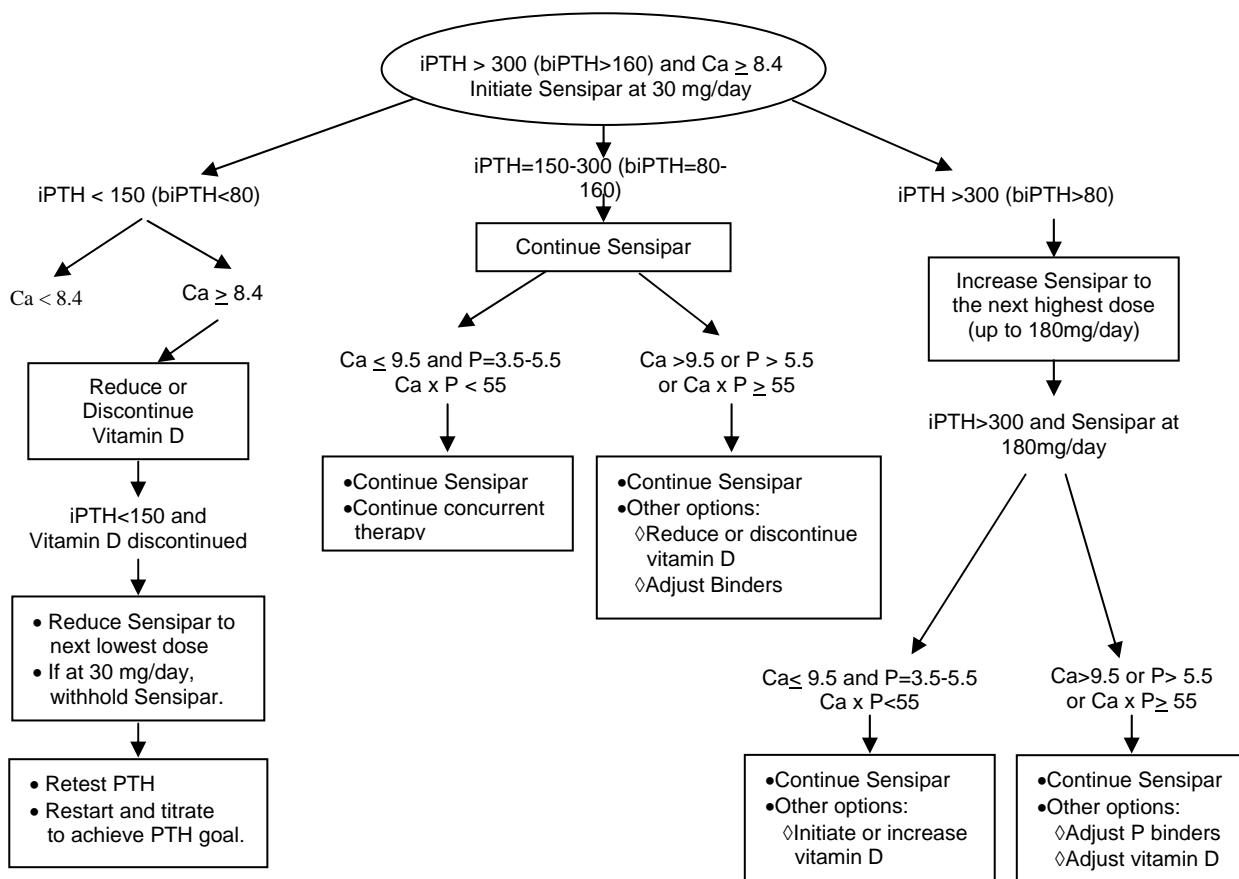 iPTH > 300 (biPTH>160) and Ca ≥ 8.4
Initiate Sensipar at 30 mg/day
iPTH < 150 (biPTH<80)
Ca < 8.4
Ca ≥ 8.4
Reduce or
Discontinue
Vitamin D
iPTH<150 and
Vitamin D discontinued
• Reduce Sensipar to
next lowest dose
• If at 30 mg/day,
withhold Sensipar.
• Retest PTH
• Restart and titrate
to achieve PTH goal.
iPTH=150-300 (biPTH=80-
160)
Continue Sensipar
Ca ≤ 9.5 and P=3.5-5.5
Ca x P < 55
•Continue Sensipar
•Continue concurrent
therapy
Ca >9.5 or P > 5.5
or Ca x P ≥ 55
•Continue Sensipar
•Other options:
◊Reduce or discontinue
vitamin D
◊Adjust Binders
iPTH >300 (biPTH>80)
Increase Sensipar to
the next highest dose
(up to 180mg/day)
iPTH>300 and Sensipar at
180mg/day
Ca≤ 9.5 and P=3.5-5.5
Ca x P<55
•Continue Sensipar
•Other options:
◊Initiate or increase
vitamin D
Ca>9.5 or P> 5.5
or Ca x P≥ 55
•Continue Sensipar
•Other options:
◊Adjust P binders
◊Adjust vitamin D